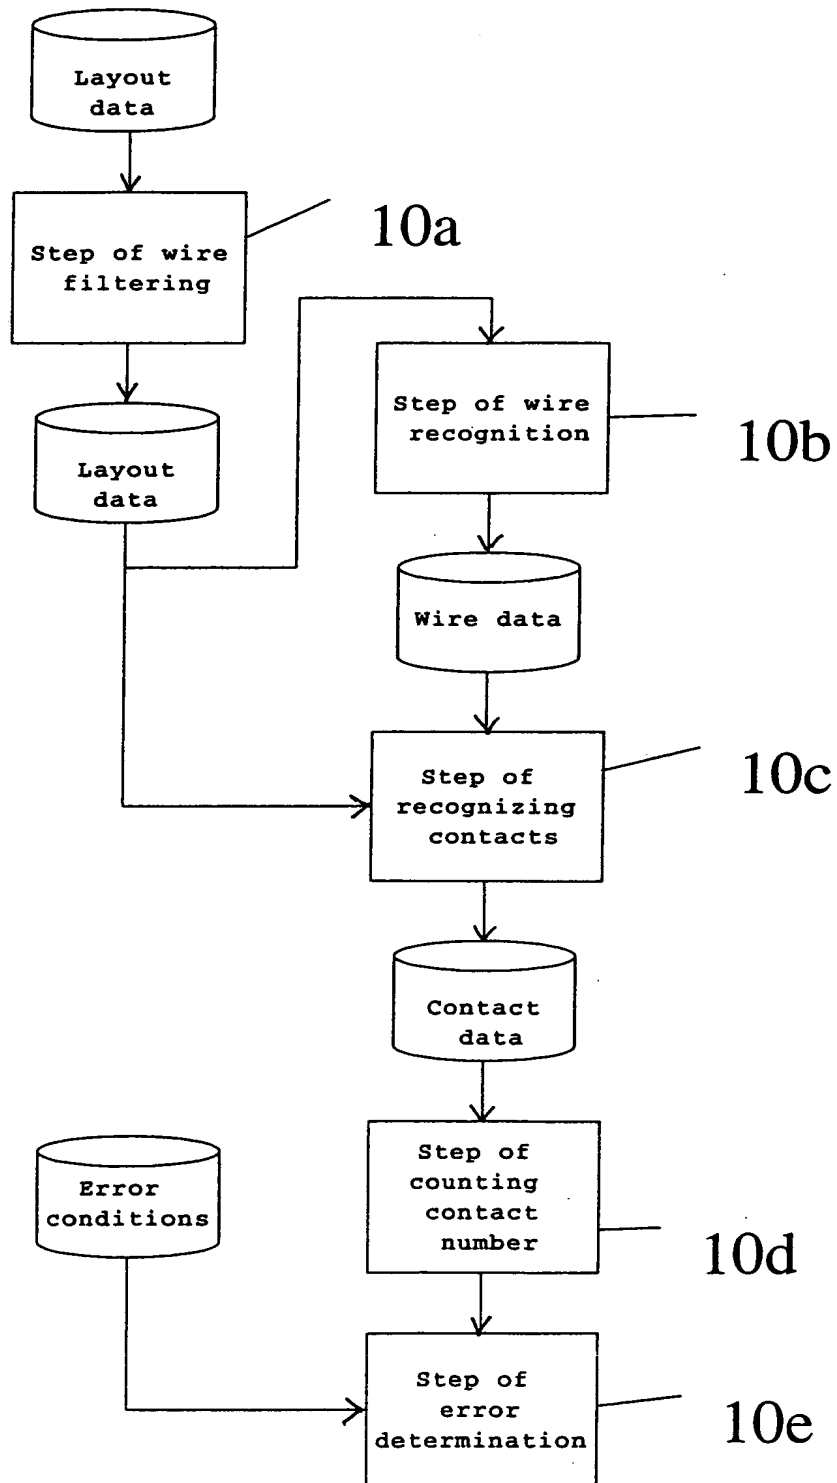 Layout
data
Step of wire
filtering
10a
Layout
data
Step of wire
recognition
10b
Wire data
Step of
recognizing
contacts
10c
Contact
data
Step of
counting
contact
number
10d
Error
conditions
Step of
error
determination
10e